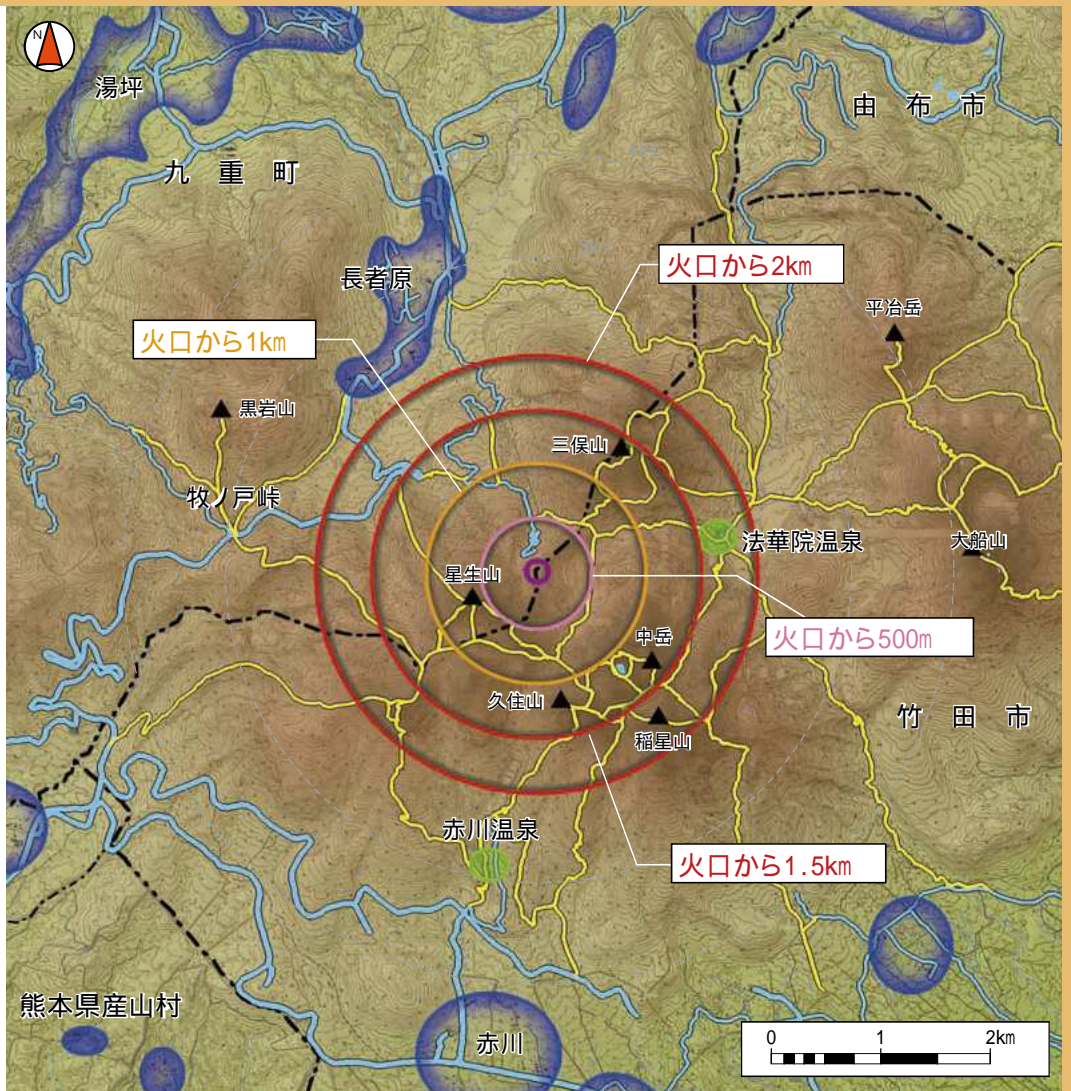 N
湯坪
由布市
九重町
火口から2km
長者原
平治岳
火口から1km
黒岩山
三俣山
牧ノ戸峠
法華院温泉
大船山
星生山
火口から500m
中岳
久住山
稲星山
竹田市
赤川温泉
火口から1.5km
熊本県産山村
赤川
0 1 2km